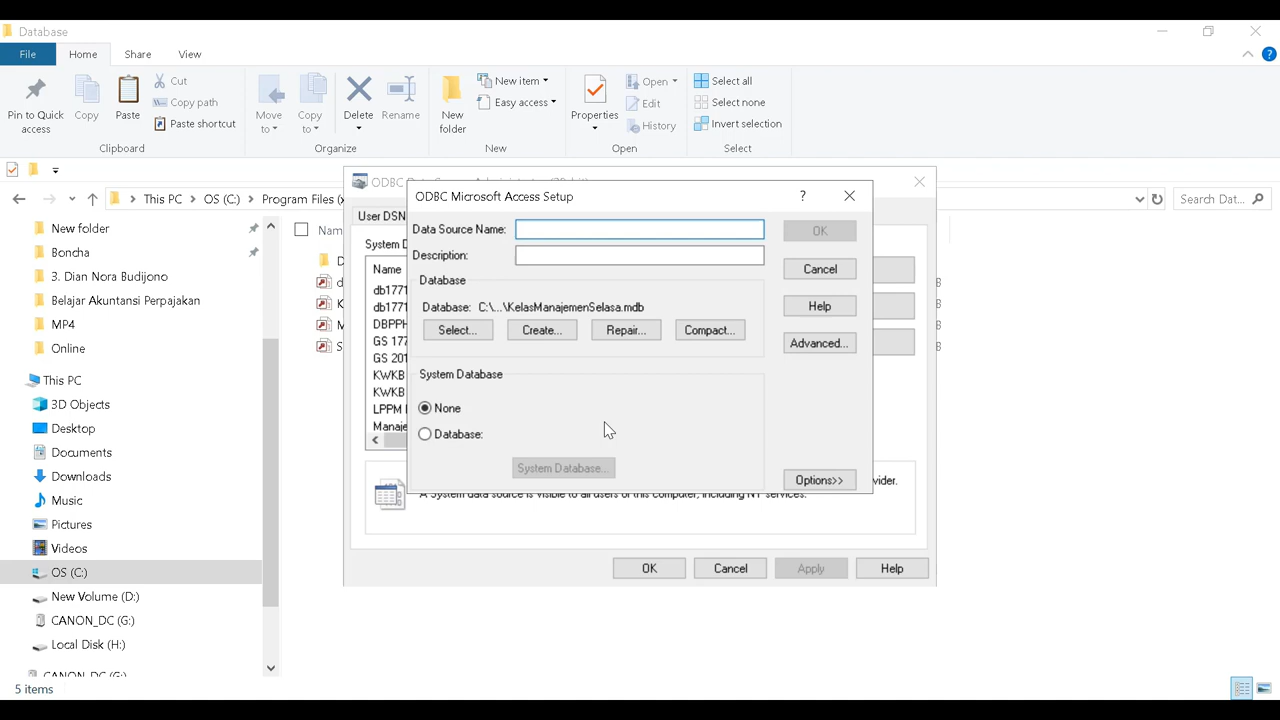 Database
File Home Share View
Pin to Quick access
Copy
Paste
Cut
Copy path
Paste shortcut
Clipboard
Move to
Copy to
Delete
Rename
Organize
New folder
New item
Easy access
New
Properties
Open
Edit
History
Open
Select all
Select none
Invert selection
Select
This PC OS (C:) Program Files (x
Search Dat...
New folder
Boncha
3. Dian Nora Budijono
Belajar Akuntansi Perpajakan
MP4
Online
This PC
3D Objects
Desktop
Documents
Downloads
Music
Pictures
Videos
OS (C:)
New Volume (D:)
CANON_DC (G:)
Local Disk (H:)
CANON_DC (G:)
5 items
Nam
D
d
K
M
S
B
B
B
B
ODBC
User DSN
System D
Name
db1771
db1771
DBPPH
GS 177
GS 201
KWKB
KWKB
LPPM
Manaje
vider.
A System data source is visible to all users of this computer, including NT services.
OK Cancel Apply Help
ODBC Microsoft Access Setup ?
Data Source Name: OK
Description: Cancel
Database
Database: C:\...\KelasManajemenSelasa.mdb Help
Select... Create... Repair... Compact... Advanced...
System Database
None
Database:
System Database...
Options>>